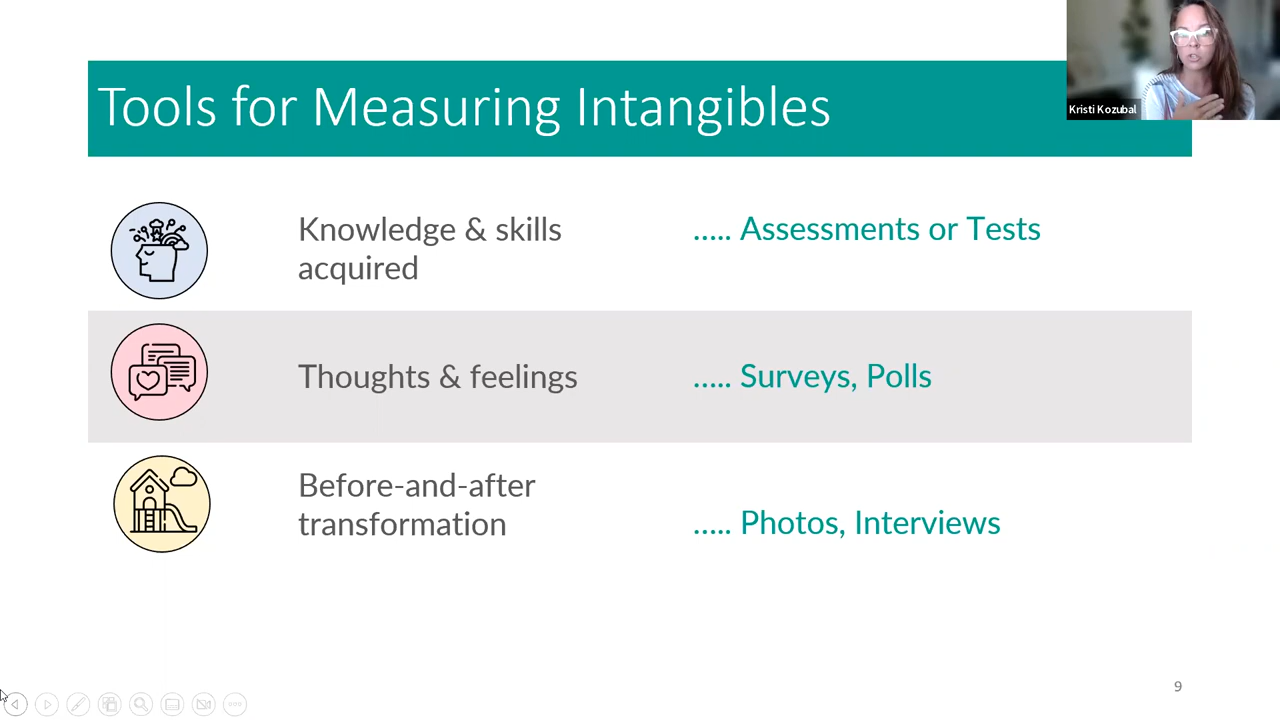 Tools for Measuring Intangibles
Kristi Kozubal
Knowledge & skills
acquired
..... Assessments or Tests
Thoughts & feelings
..... Surveys, Polls
Before-and-after
transformation
..... Photos, Interviews
9